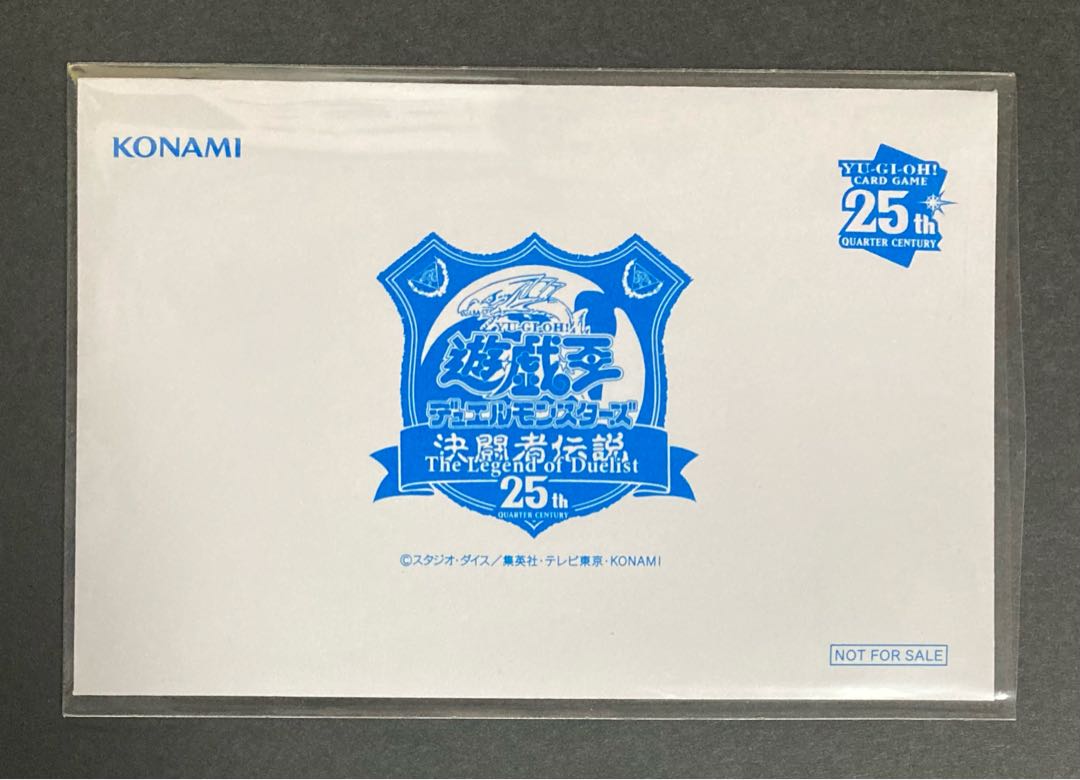 KONAMI
YU-GI-OH!
CARD GAME
25th
QUARTER CENTURY
YU-GI-OH!
遊戯王
デュエルモンスターズ
決闘者伝説
The Legend of Duelist
25th
QUARTER CENTURY
©スタジオ・ダイス／集英社・テレビ東京・KONAMI
NOT FOR SALE